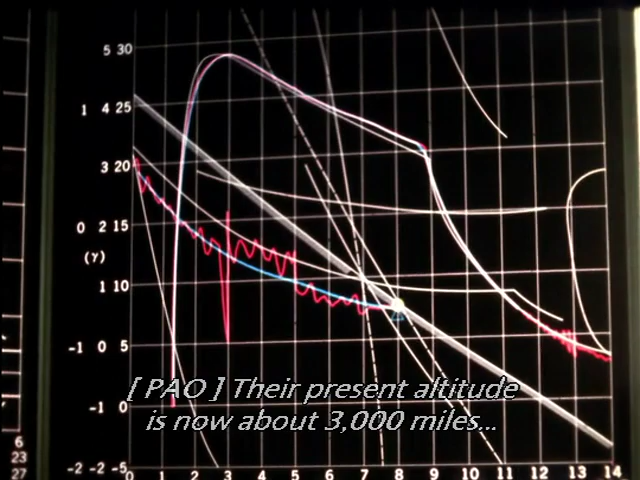 5 30
1 4 25
3 20
0 2 15
(γ)
1 10
-1 0 5
-1 0
-2 -2 -5
0 1 2 3 4 5 6 7 8 9 10 11 12 13 14
6
23
27
[ PAO ] Their present altitude
is now about 3,000 miles...